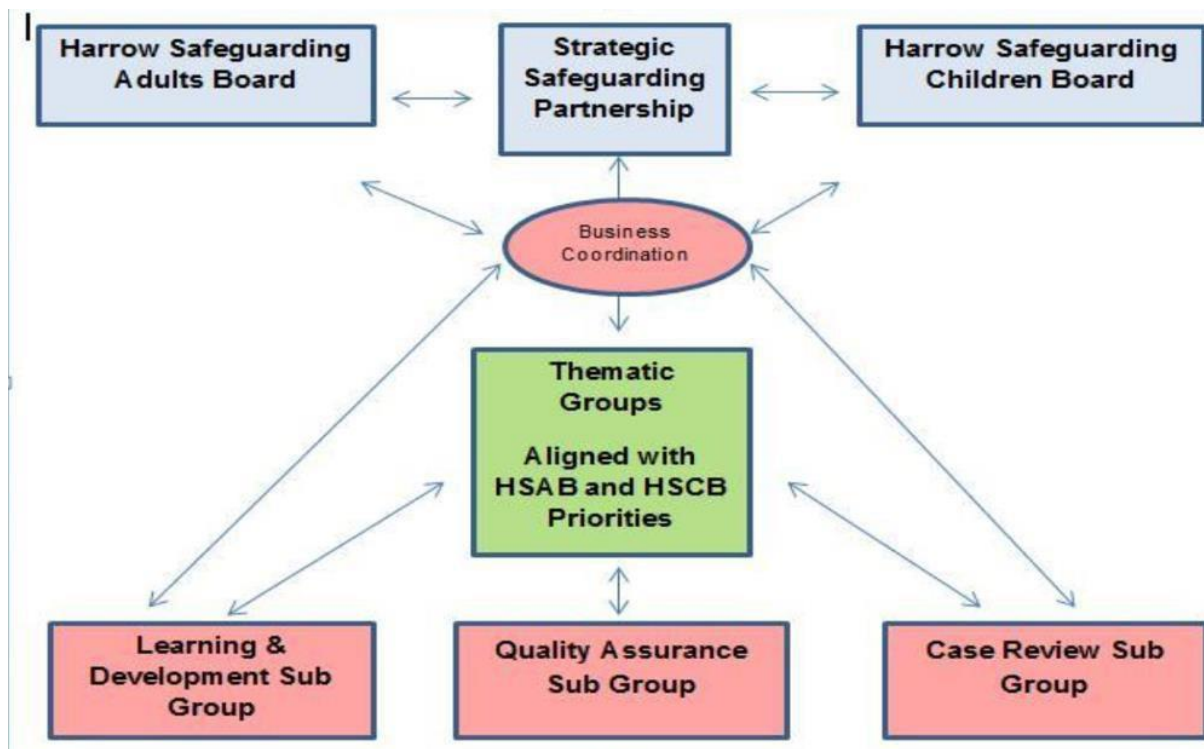 Harrow Safeguarding
Adults Board
Strategic
Safeguarding
Partnership
Harrow Safeguarding
Children Board
Business
Coordination
Thematic
Groups
Aligned with
HSAB and HSCB
Priorities
Learning &
Development Sub
Group
Quality Assurance
Sub Group
Case Review Sub
Group